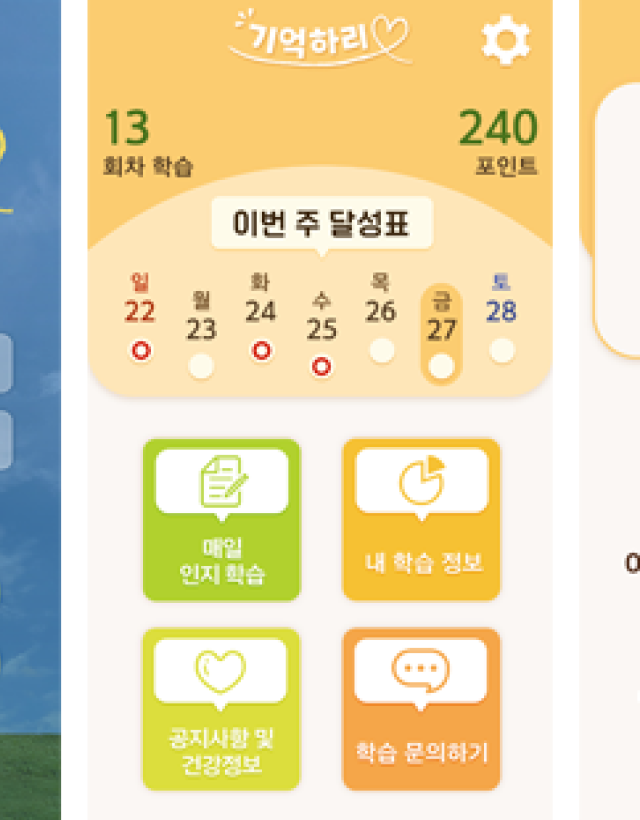 기억하리
13
회차 학습
240
포인트
이번 주 달성표
일 월 화 수 목 금 토
22 23 24 25 26 27 28
매일
인지 학습
내 학습 정보
공지사항 및
건강정보
학습 문의하기